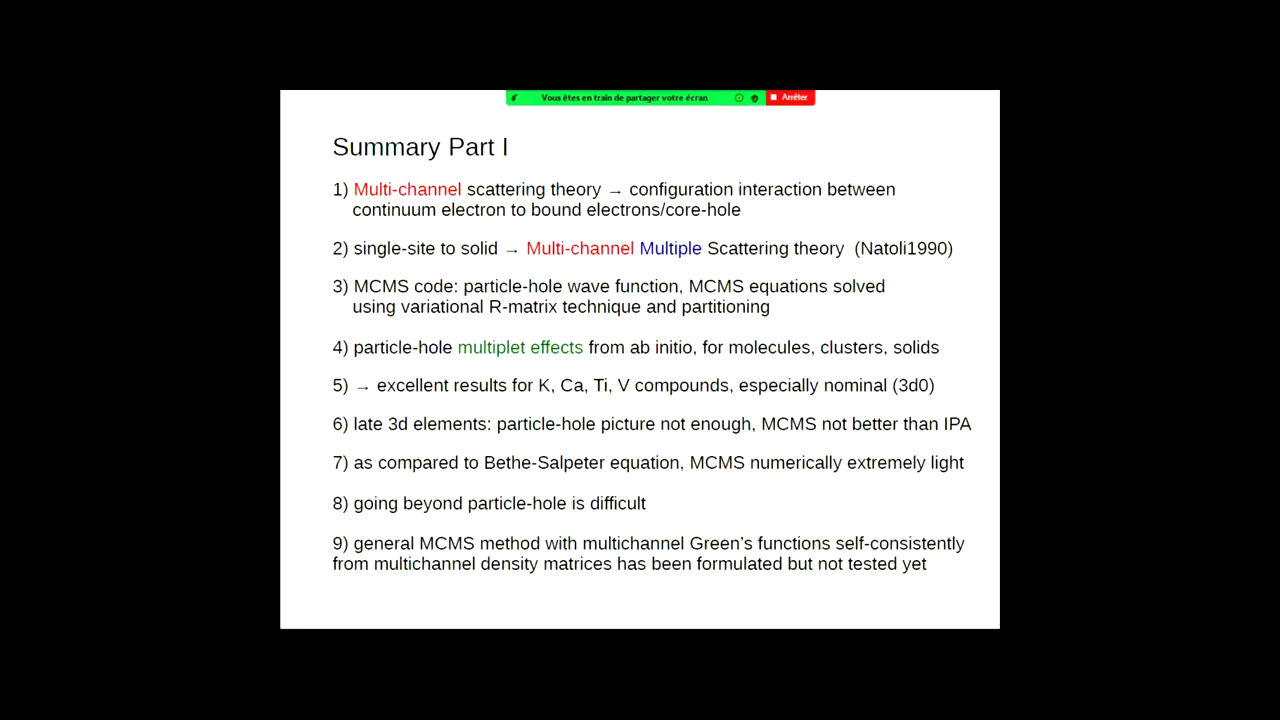 Vous êtes en train de partager votre écran
Arrêter
Summary Part I
1) Multi-channel scattering theory → configuration interaction between
continuum electron to bound electrons/core-hole
2) single-site to solid → Multi-channel Multiple Scattering theory (Natoli1990)
3) MCMS code: particle-hole wave function, MCMS equations solved
using variational R-matrix technique and partitioning
4) particle-hole multiplet effects from ab initio, for molecules, clusters, solids
5) → excellent results for K, Ca, Ti, V compounds, especially nominal (3d0)
6) late 3d elements: particle-hole picture not enough, MCMS not better than IPA
7) as compared to Bethe-Salpeter equation, MCMS numerically extremely light
8) going beyond particle-hole is difficult
9) general MCMS method with multichannel Green’s functions self-consistently
from multichannel density matrices has been formulated but not tested yet